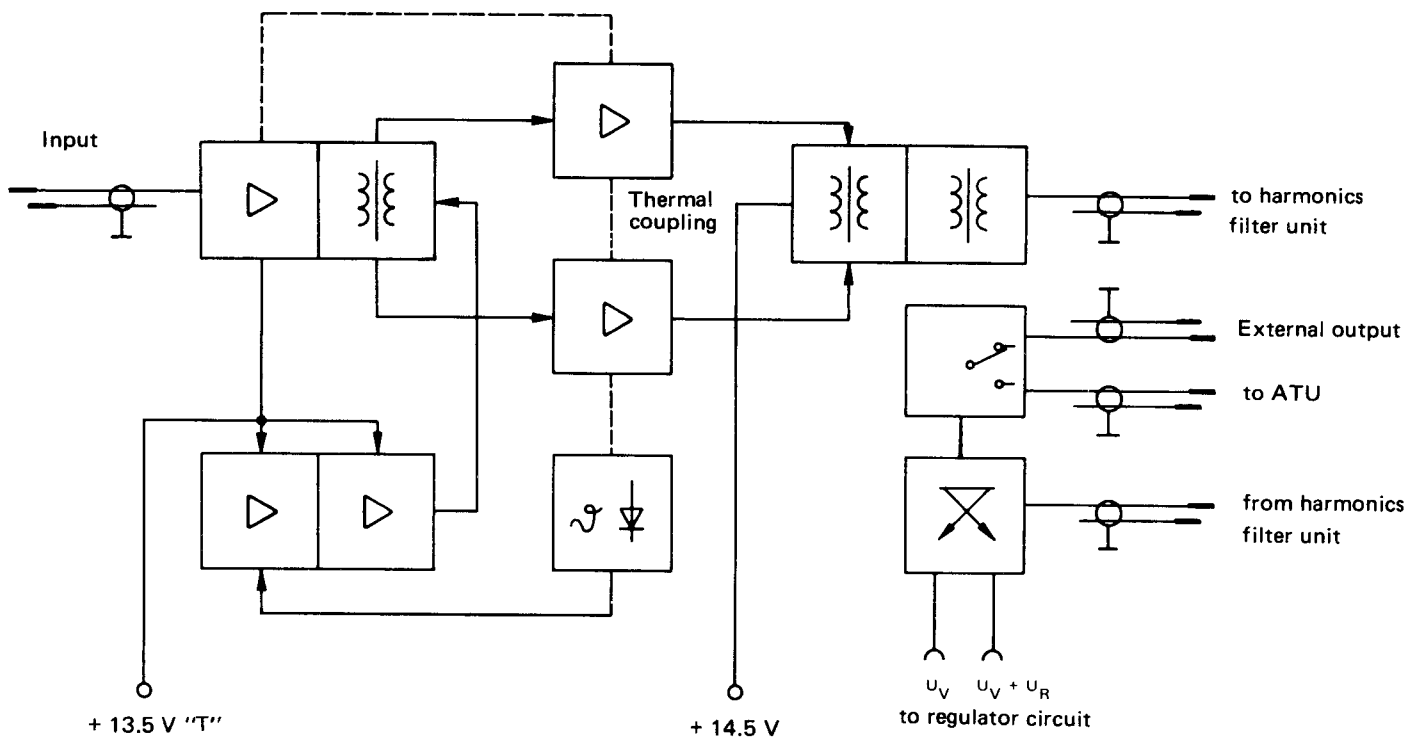 Input
Thermal
coupling
to harmonics
filter unit
External output
to ATU
from harmonics
filter unit
ϑ
U_V U_V + U_R
to regulator circuit
+ 13.5 V "T"
+ 14.5 V